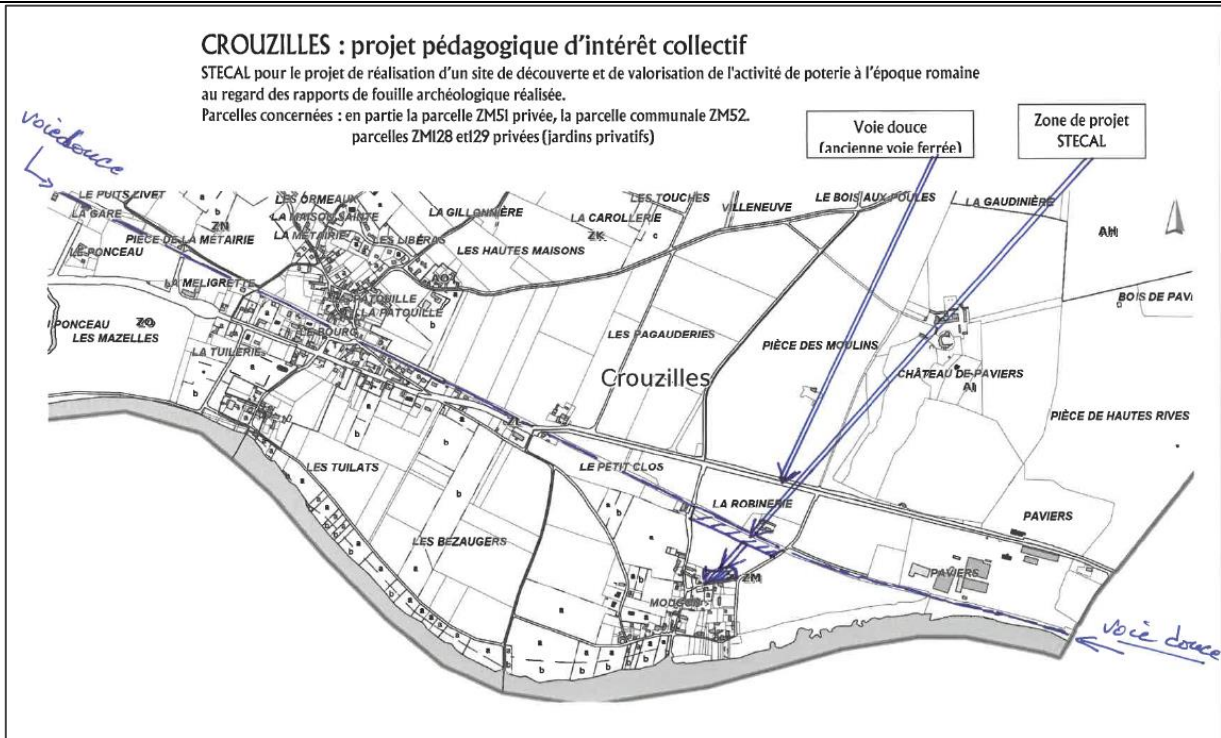 CROUZILLES : projet pédagogique d'intérêt collectif
STECAL pour le projet de réalisation d'un site de découverte et de valorisation de l'activité de poterie à l'époque romaine
au regard des rapports de fouille archéologique réalisée.
Parcelles concernées : en partie la parcelle ZM51 privée, la parcelle communale ZM52.
parcelles ZM128 et129 privées (jardins privatifs)
Voie douce
(ancienne voie ferrée)
Zone de projet
STECAL
voie douce
LE PUITS ZIVET
LA GARE
LE PONCEAU
PIÈCE DE LA MÉTAIRIE
ZN
LES ORMEAUX
LA MAISON SAINTE
LA MÉTAIRIE
LES LIBERAS
LA GILLONNIÈRE
LES HAUTES MAISONS
LA CAROLLERIE
ZK
LES TOUCHES
VILLENEUVE
LE BOIS AUX POULES
LA GAUDINIÈRE
AH
BOIS DE PAVI
LA MELIGRETTE
LA PATOUILLE
LE BOURG
PONCEAU
ZO
LES MAZELLES
LA TUILERIE
LES PAGAUDERIES
PIÈCE DES MOULINS
Crouzilles
CHÂTEAU DE PAVIERS
AI
PIÈCE DE HAUTES RIVES
ZL
LES TUILATS
LE PETIT CLOS
LA ROBINERIE
PAVIERS
LES BEZAUGERS
ZM
PAVIERS
voie douce